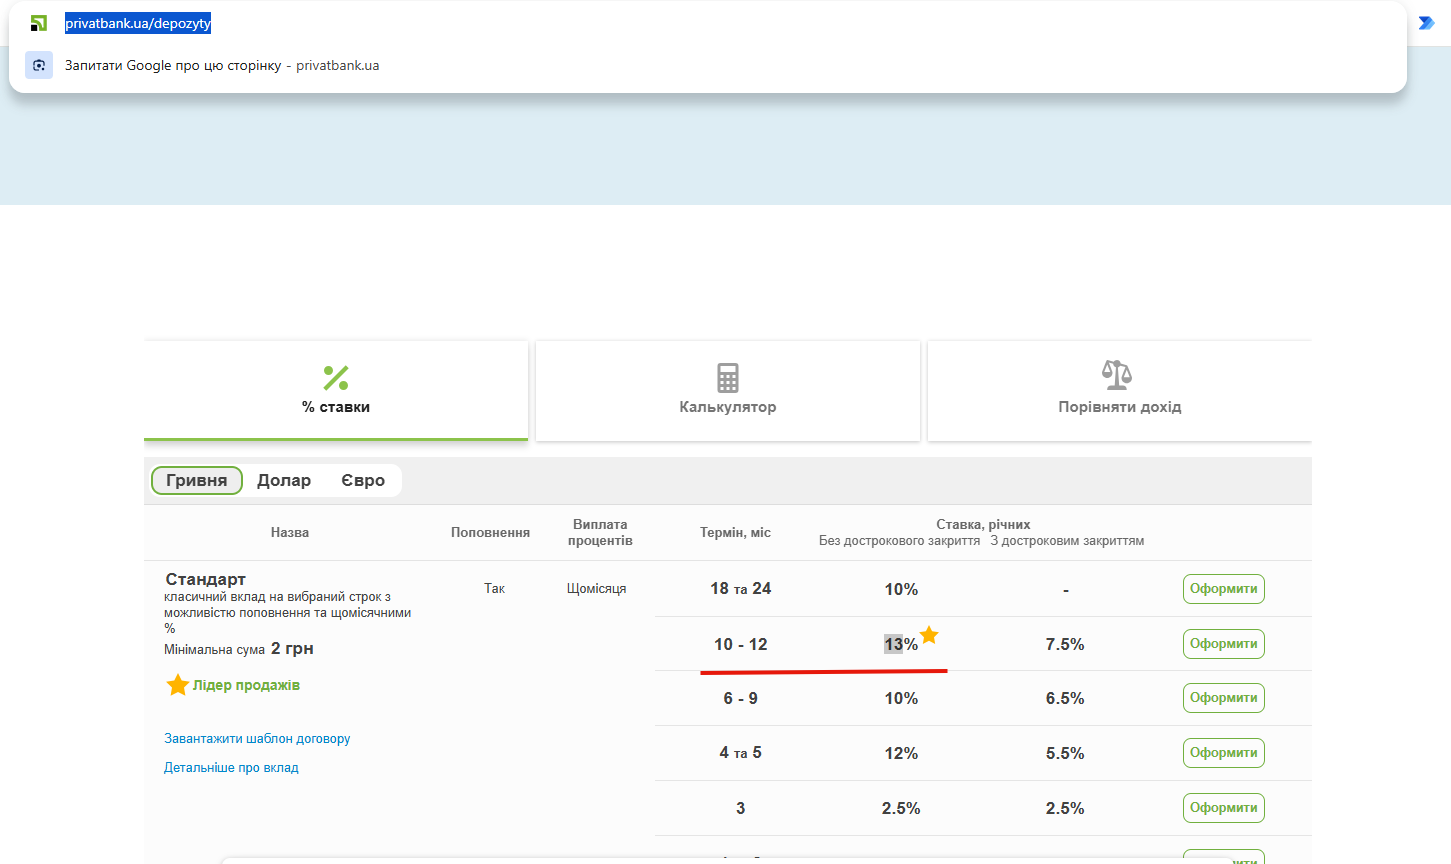 privatbank.ua/depozyty
Запитати Google про цю сторінку - privatbank.ua
% ставки
Калькулятор
Порівняти дохід
Гривня Долар Євро
Назва
Поповнення
Виплата процентів
Термін, міс
Ставка, річних
Без дострокового закриття З достроковим закриттям
Стандарт
класичний вклад на вибраний строк з
можливістю поповнення та щомісячними
%
Мінімальна сума 2 грн
Лідер продажів
Завантажити шаблон договору
Детальніше про вклад
Так
Щомісяця
18 та 24 10% - Оформити
10 - 12 13% 7.5% Оформити
6 - 9 10% 6.5% Оформити
4 та 5 12% 5.5% Оформити
3 2.5% 2.5% Оформити